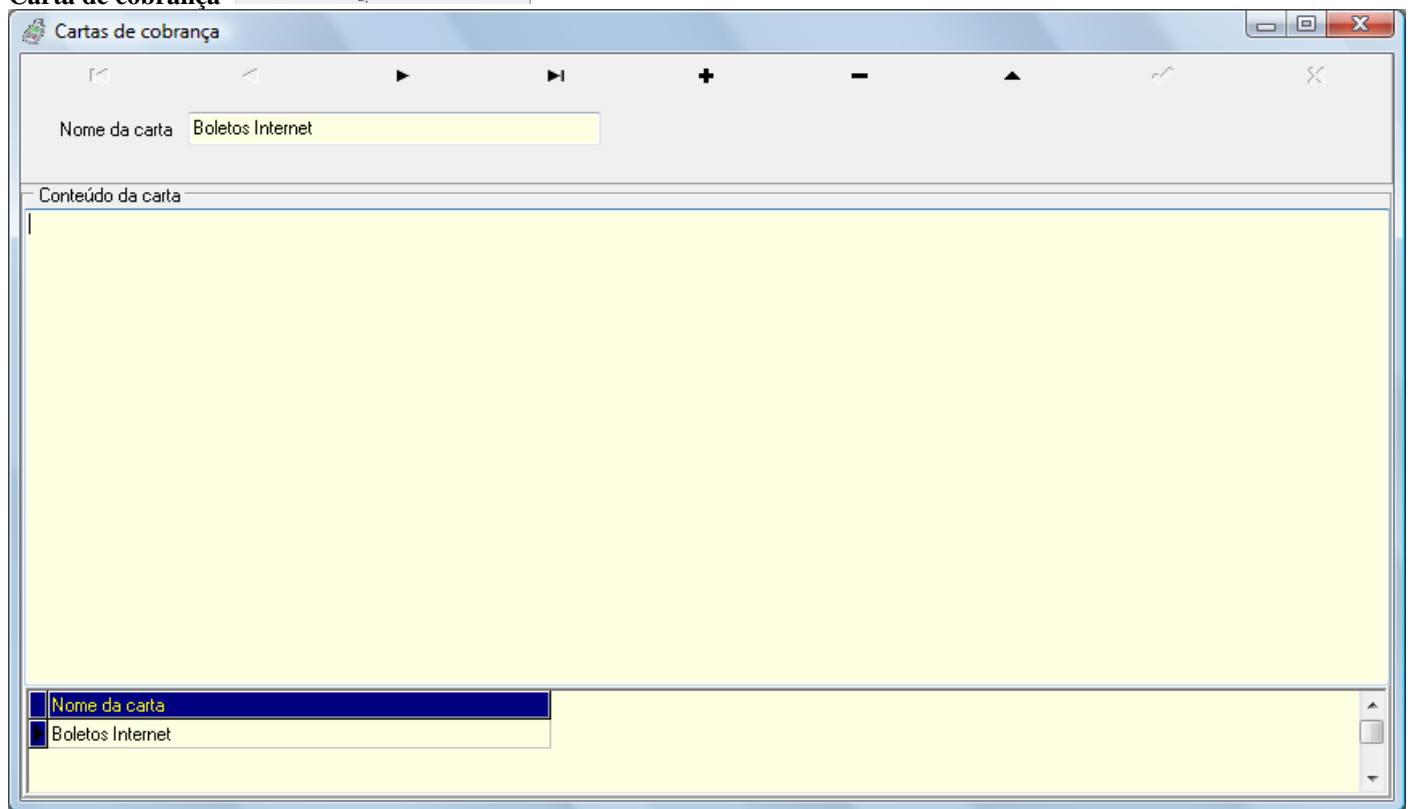 Carta de cobrança
Cartas de cobrança
Nome da carta Boletos Internet
Conteúdo da carta
Nome da carta
Boletos Internet